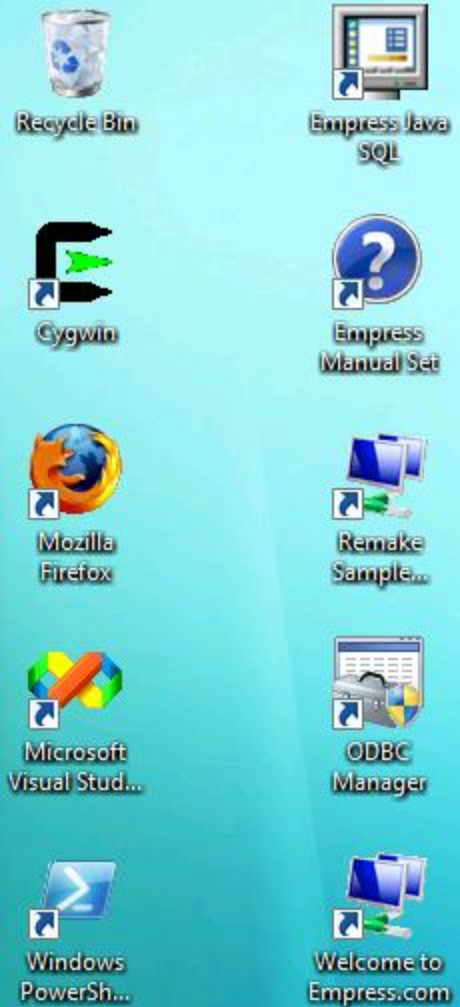 Recycle Bin
Empress Java
SQL
Cygwin
Empress
Manual Set
Mozilla
Firefox
Remake
Sample...
Microsoft
Visual Stud...
ODBC
Manager
Windows
PowerSh...
Welcome to
Empress.com